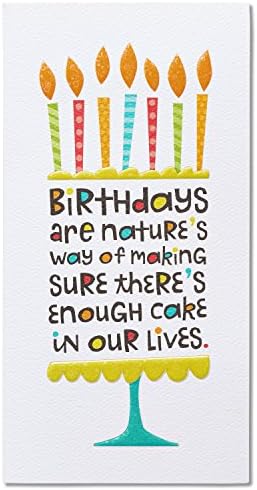 BiRTHDAYS
ARE NATURE'S
WAY OF MAKING
SURE THERE'S
ENOUGH CAKE
iN OUR LiVES.